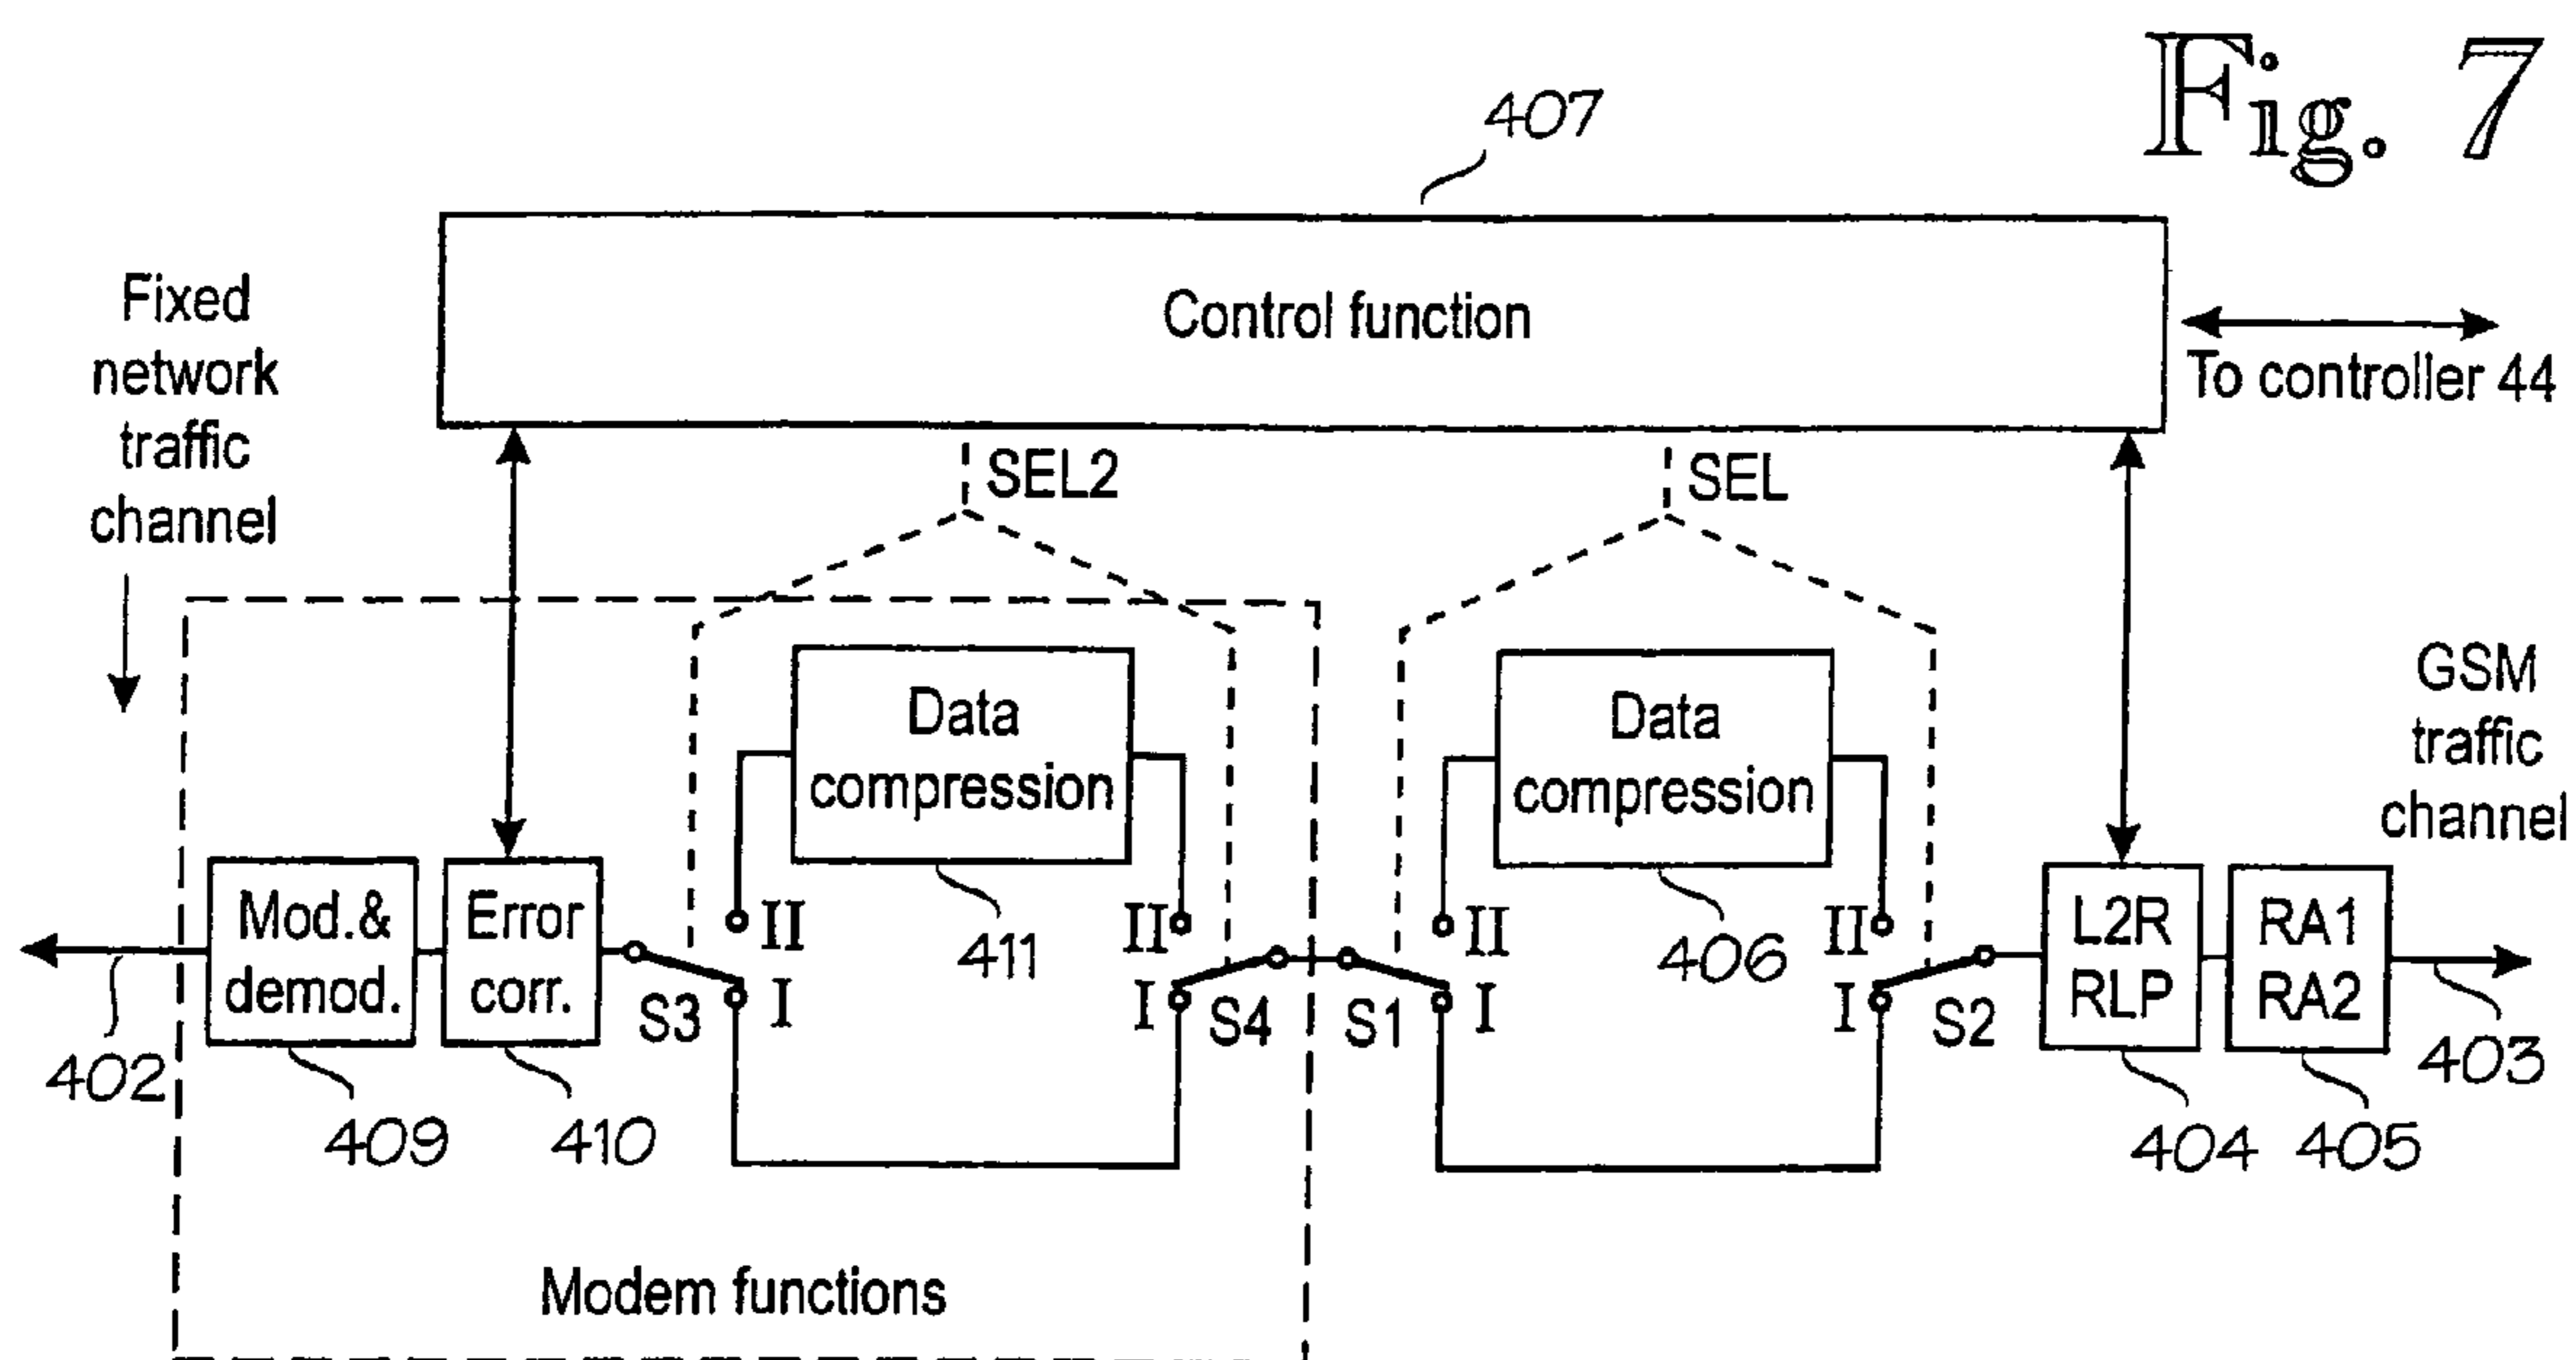 Fig. 7
407
Control function
To controller 44
Fixed
network
traffic
channel
SEL2
SEL
GSM
traffic
channel
Data
compression
411
Data
compression
406
Mod.&
demod.
Error
corr.
S3
II
I
II
I
S4
S1
II
I
II
I
S2
L2R
RLP
RA1
RA2
402
409
410
404
405
403
Modem functions